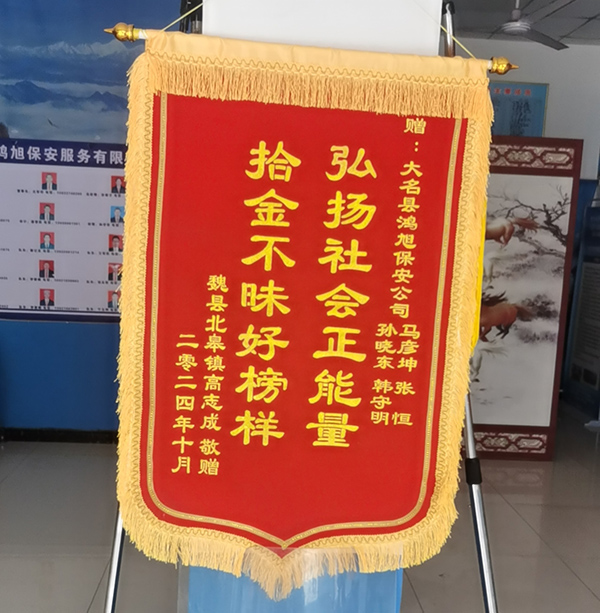 赠：大名县鸿旭保安公司 马彦坤 张恒
孙晓东 韩守明
弘扬社会正能量
拾金不昧好榜样
魏县北皋镇高志成 敬赠
二零二四年十月
鸿旭保安服务有限